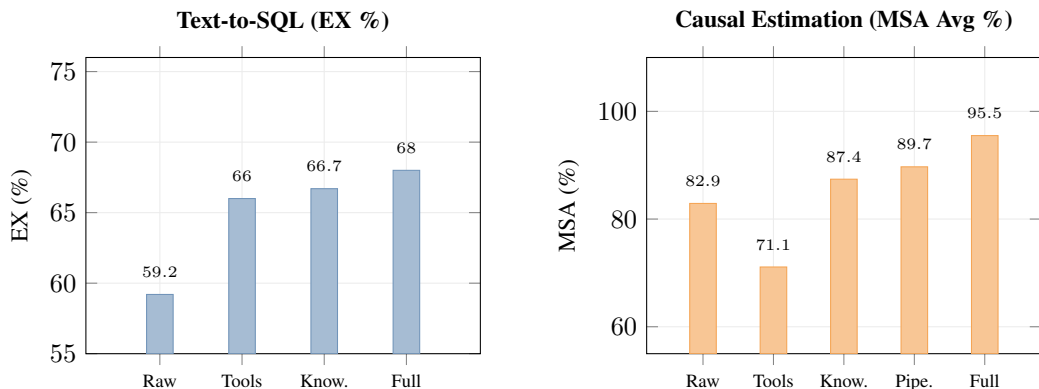 Text-to-SQL (EX %)
75
70
65
60
55
EX (%)
59.2
66
66.7
68
Raw Tools Know. Full
Causal Estimation (MSA Avg %)
100
80
60
MSA (%)
82.9
71.1
87.4
89.7
95.5
Raw Tools Know. Pipe. Full